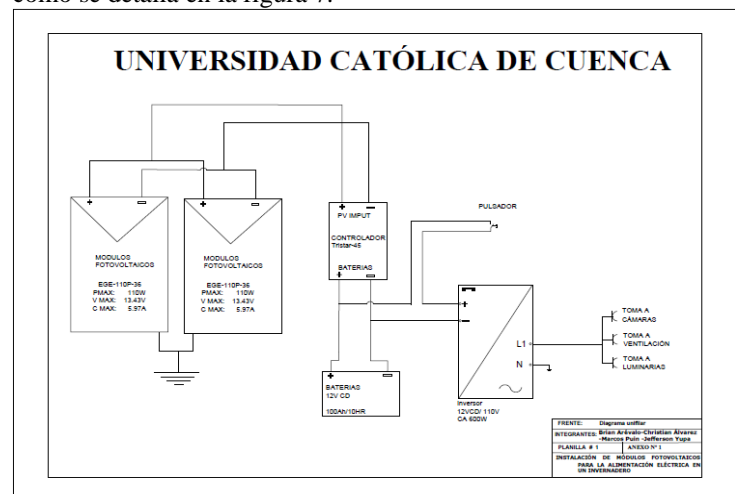 como se detalla en la figura 7.
UNIVERSIDAD CATÓLICA DE CUENCA
+
MODULOS
FOTOVOLTAICOS
EGE-110P-36
PMAX: 110W
V MAX: 13.43V
C MAX: 5.97A
+
MODULOS
FOTOVOLTAICOS
EGE-110P-36
PMAX: 110W
V MAX: 13.43V
C MAX: 5.97A
+
PV IMPUT
CONTROLADOR
Tristar-45
BATERIAS
+
PULSADOR
+
BATERIAS
12V CD
100Ah/10HR
+
L1
N
Inversor
12VCD/ 110V
CA 600W
TOMA A
CÁMARAS
TOMA A
VENTILACIÓN
TOMA A
LUMINARIAS
FRENTE: Diagrama unifilar
INTEGRANTES: Brian Arévalo-Christian Álvarez
-Marcos Puin -Jefferson Yupa
PLANILLA # 1 ANEXO Nº 1
INSTALACIÓN DE MÓDULOS FOTOVOLTAICOS
PARA LA ALIMENTACIÓN ELÉCTRICA EN
UN INVERNADERO